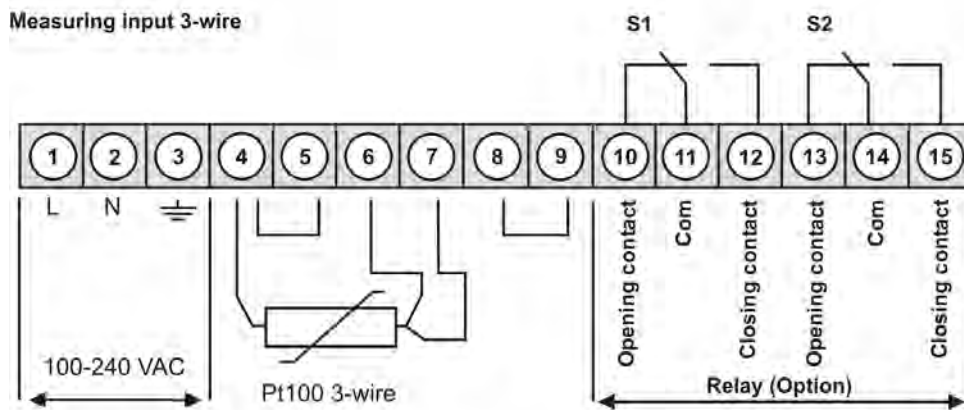 Measuring input 3-wire
S1
S2
1 2 3 4 5 6 7 8 9 10 11 12 13 14 15
L
N
Opening contact
Com
Closing contact
Opening contact
Com
Closing contact
100-240 VAC
Pt100 3-wire
Relay (Option)